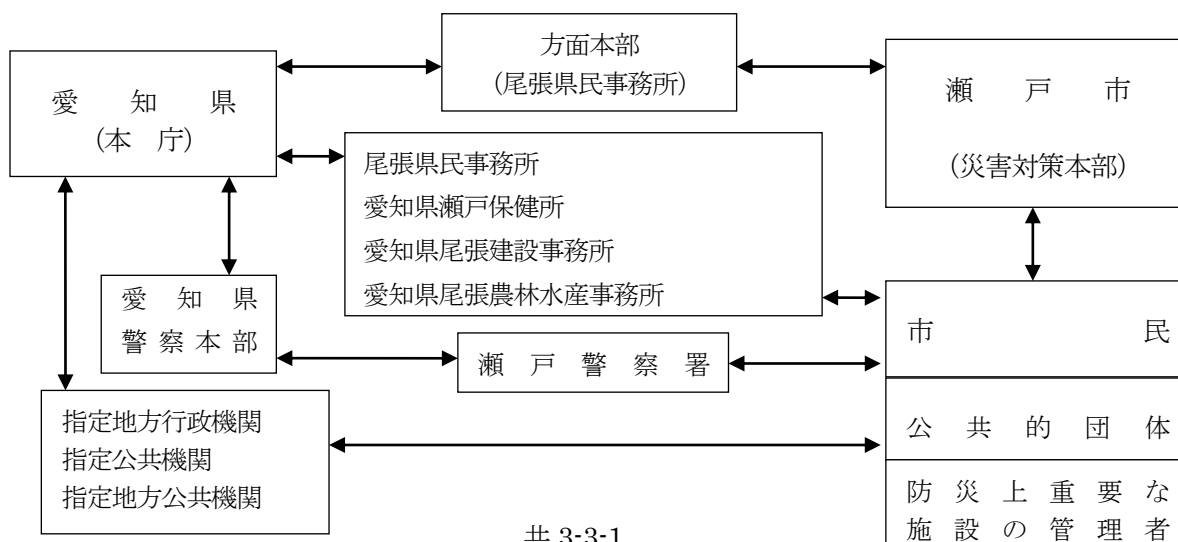 方面本部
(尾張県民事務所)
愛知県
(本庁)
瀬戸市
(災害対策本部)
尾張県民事務所
愛知県瀬戸保健所
愛知県尾張建設事務所
愛知県尾張農林水産事務所
愛知県
警察本部
市民
瀬戸警察署
指定地方行政機関
指定公共機関
指定地方公共機関
公共的団体
防災上重要な
施設の管理者
共 3-3-1